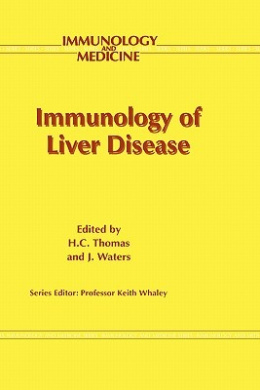 IMMUNOLOGY
AND
MEDICINE
Immunology of
Liver Disease
Edited by
H.C. Thomas
and J. Waters
Series Editor: Professor Keith Whaley